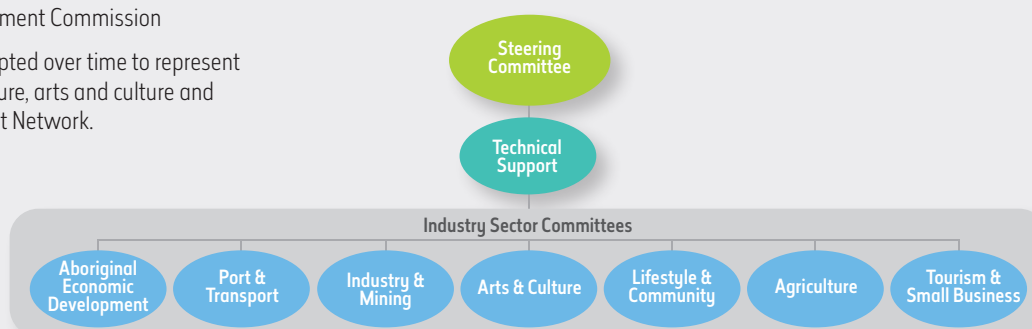 ment Commission
pted over time to represent
ure, arts and culture and
t Network.
Steering
Committee
Technical
Support
Industry Sector Committees
Aboriginal
Economic
Development
Port &
Transport
Industry &
Mining
Arts & Culture
Lifestyle &
Community
Agriculture
Tourism &
Small Business